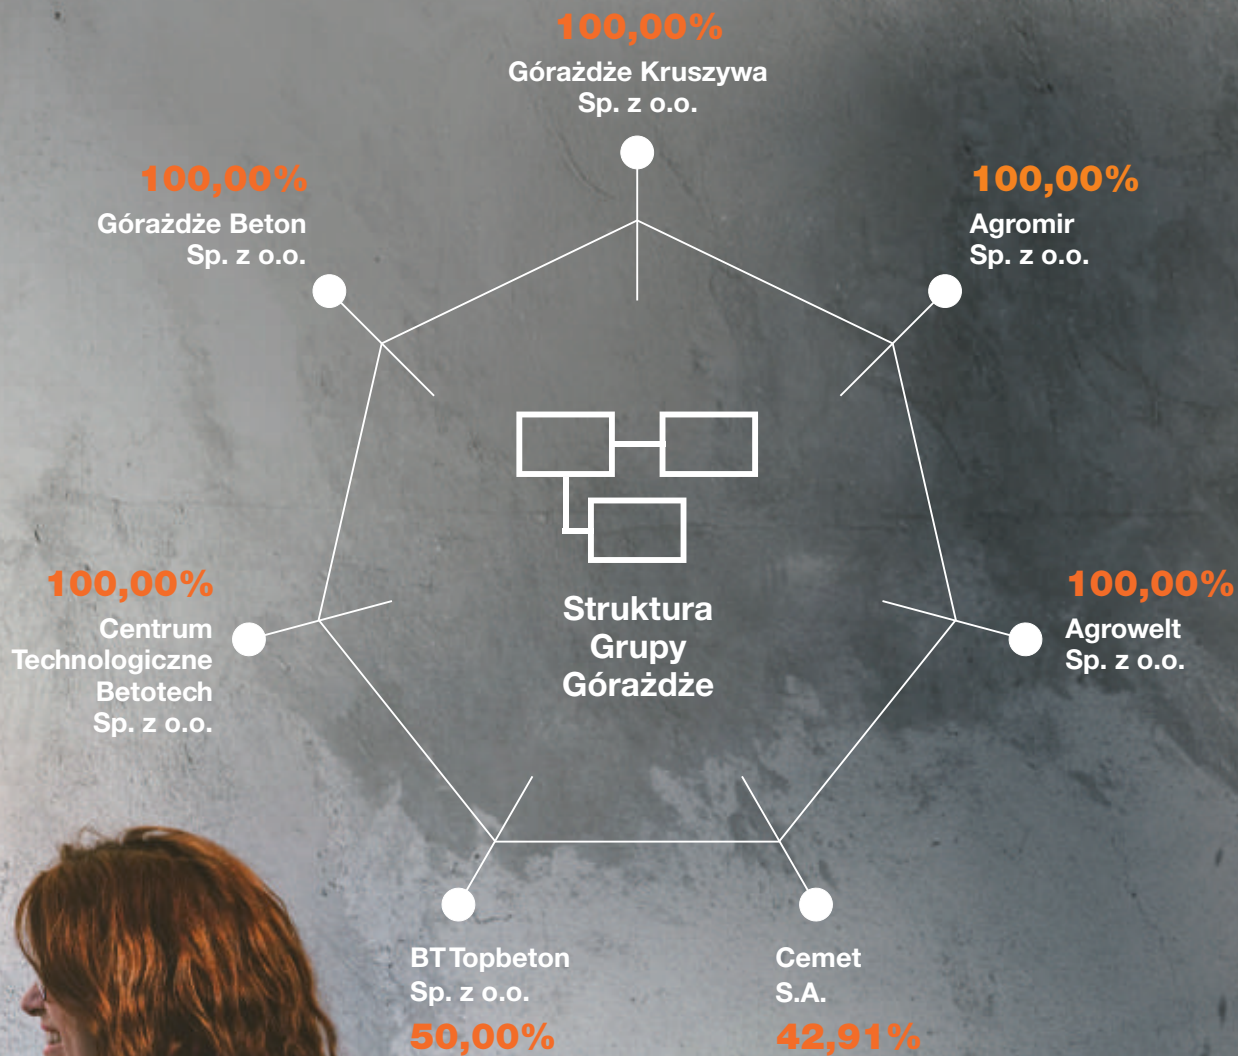 100,00%
Górażdże Kruszywa
Sp. z o.o.
100,00%
Górażdże Beton
Sp. z o.o.
100,00%
Agromir
Sp. z o.o.
100,00%
Centrum
Technologiczne
Betotech
Sp. z o.o.
Struktura
Grupy
Górażdże
100,00%
Agrowelt
Sp. z o.o.
BT Topbeton
Sp. z o.o.
50,00%
Cemet
S.A.
42,91%